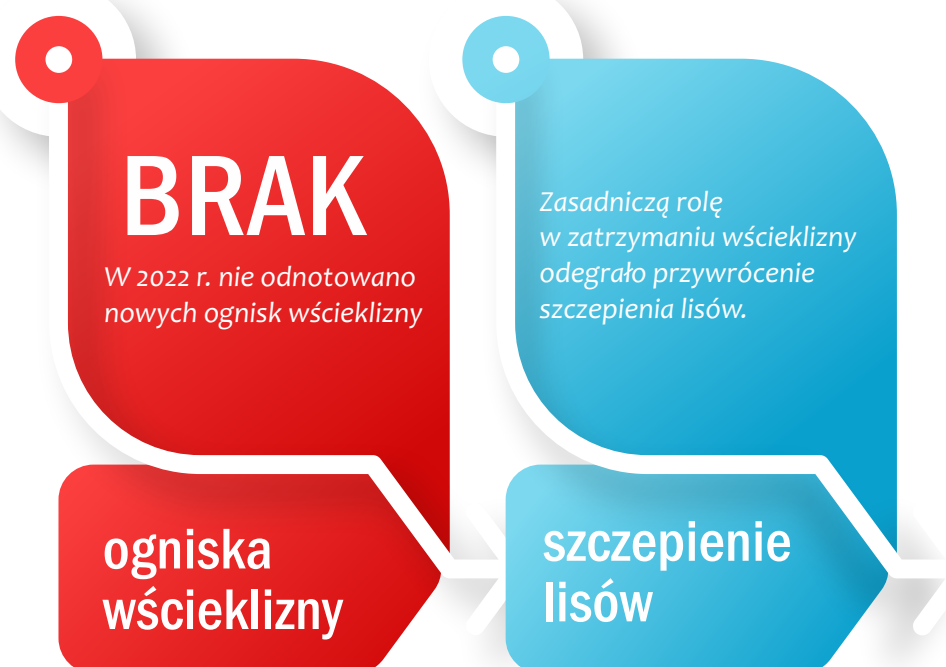 BRAK
W 2022 r. nie odnotowano
nowych ognisk wścieklizny
ogniska
wścieklizny
Zasadniczą rolę
w zatrzymaniu wścieklizny
odegrało przywrócenie
szczepienia lisów.
szczepienie
lisów